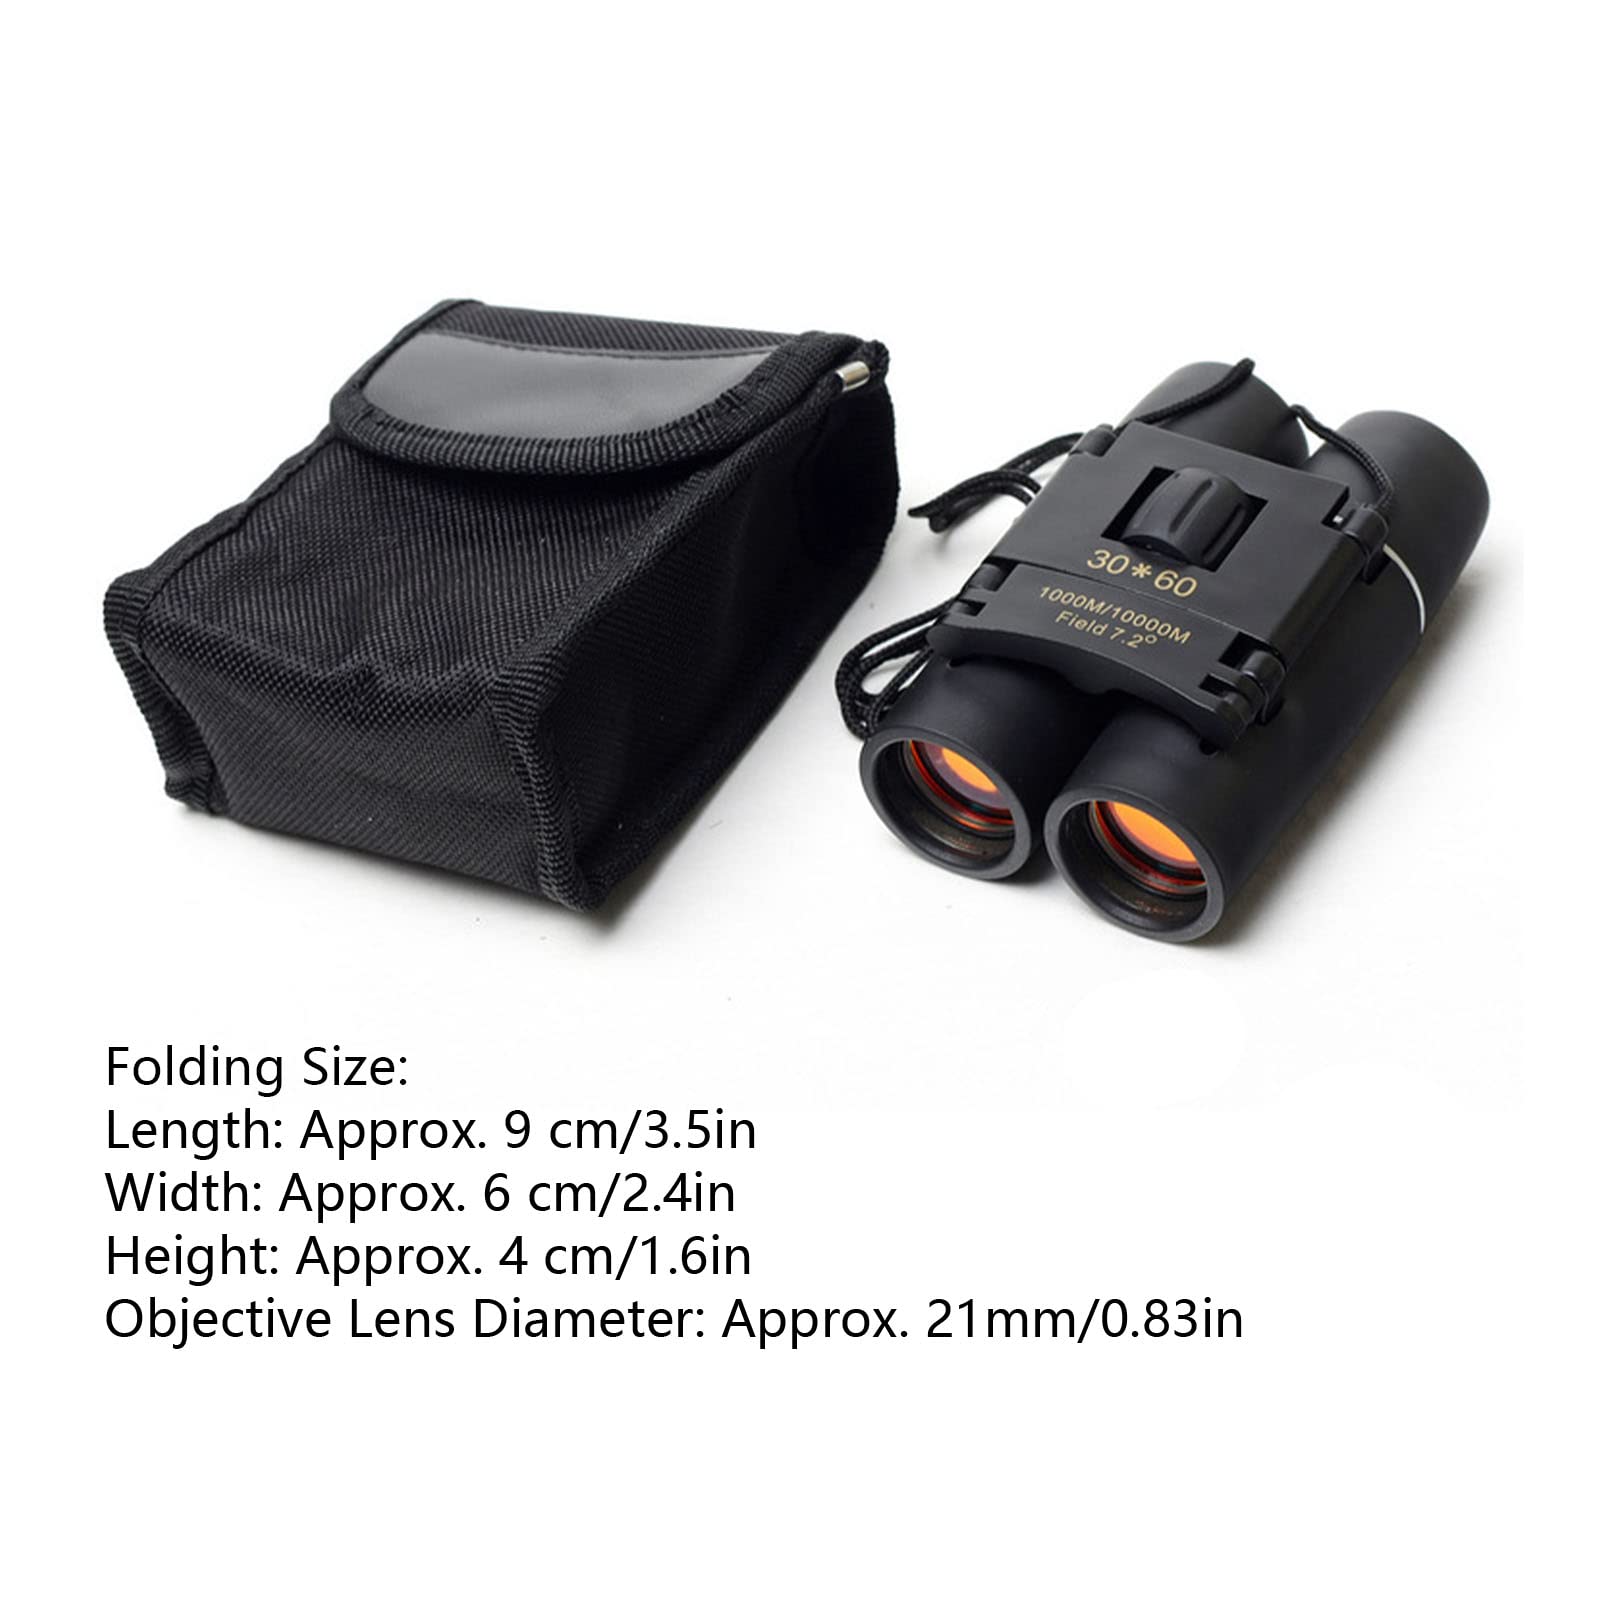 30*60
1000M/10000M
Field 7.2°
Folding Size:
Length: Approx. 9 cm/3.5in
Width: Approx. 6 cm/2.4in
Height: Approx. 4 cm/1.6in
Objective Lens Diameter: Approx. 21mm/0.83in